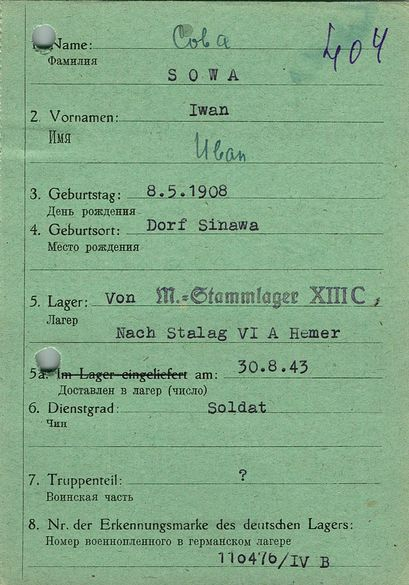 1. Name: Сова 404
Фамилия
SOWA
2. Vornamen: Iwan
Имя
Иван
3. Geburtstag: 8.5.1908
День рождения
4. Geburtsort: Dorf Sinawa
Место рождения
5. Lager: Von M.-Stammlager XIII C,
Лагер
Nach Stalag VI A Hemer
5a. Im Lager eingeliefert am: 30.8.43
Доставлен в лагер (число)
6. Dienstgrad: Soldat
Чин
7. Truppenteil: ?
Воинская часть
8. Nr. der Erkennungsmarke des deutschen Lagers:
Номер военнопленного в германском лагере
110476/IV B